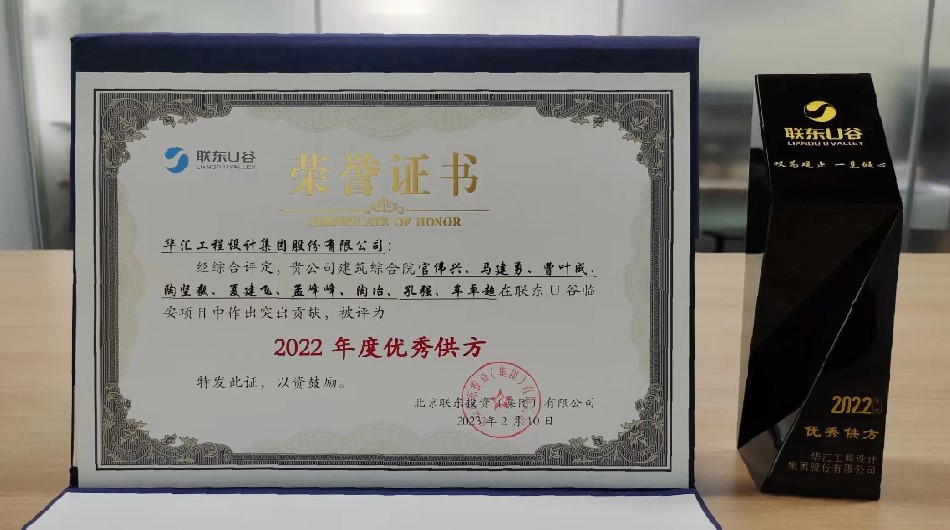 联东U谷
LIANDO U VALLEY
荣誉证书
CERTIFICATE OF HONOR
华汇工程设计集团股份有限公司：
经综合评定，贵公司建筑综合院官伟兴、马建勇、曹叶成、
陶坚毅、夏建飞、孟峰峰、陶冶、孔强、车卓超在联东U谷临
安项目中作出突出贡献，被评为
2022 年度优秀供方
特发此证，以资鼓励。
北京联东投资（集团）有限公司
2023年2月10日
联东U谷
LIANDO U VALLEY
一见倾心
2022年度
优秀供方
华汇工程设计
集团股份有限公司